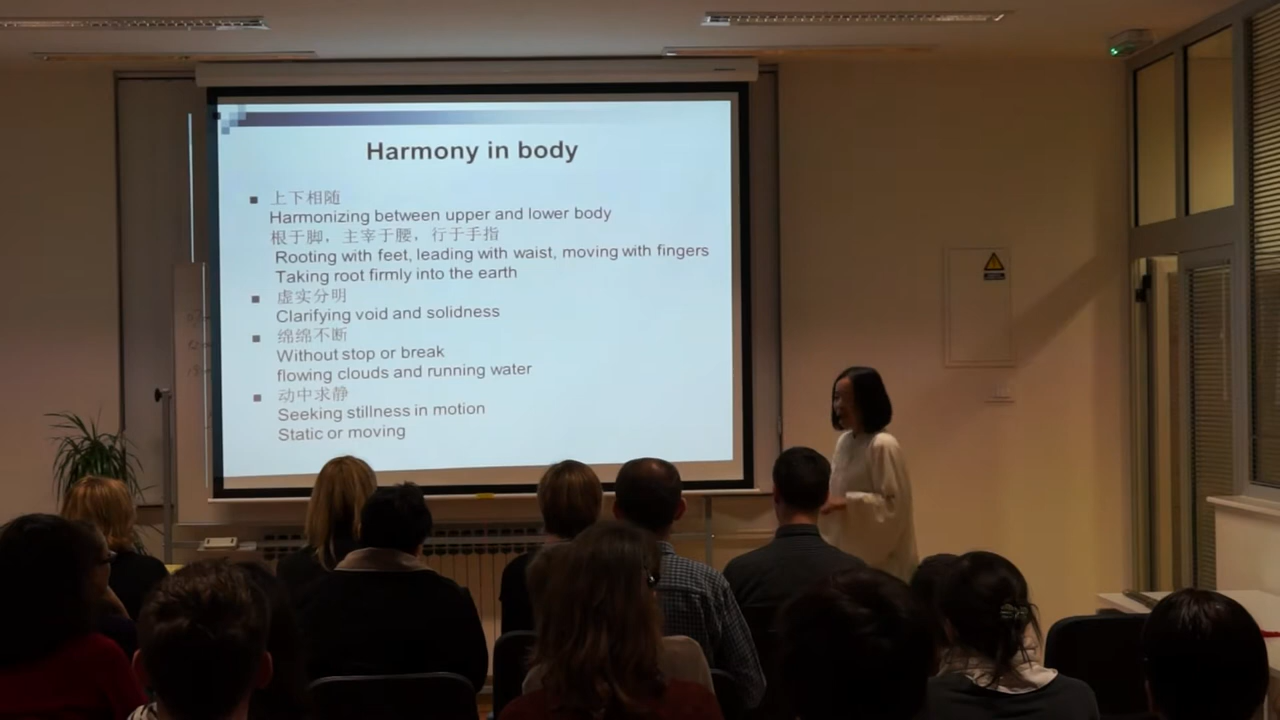 Harmony in body
上下相随
Harmonizing between upper and lower body
根于脚，主宰于腰，行于手指
Rooting with feet, leading with waist, moving with fingers
Taking root firmly into the earth
虚实分明
Clarifying void and solidness
绵绵不断
Without stop or break
flowing clouds and running water
动中求静
Seeking stillness in motion
Static or moving